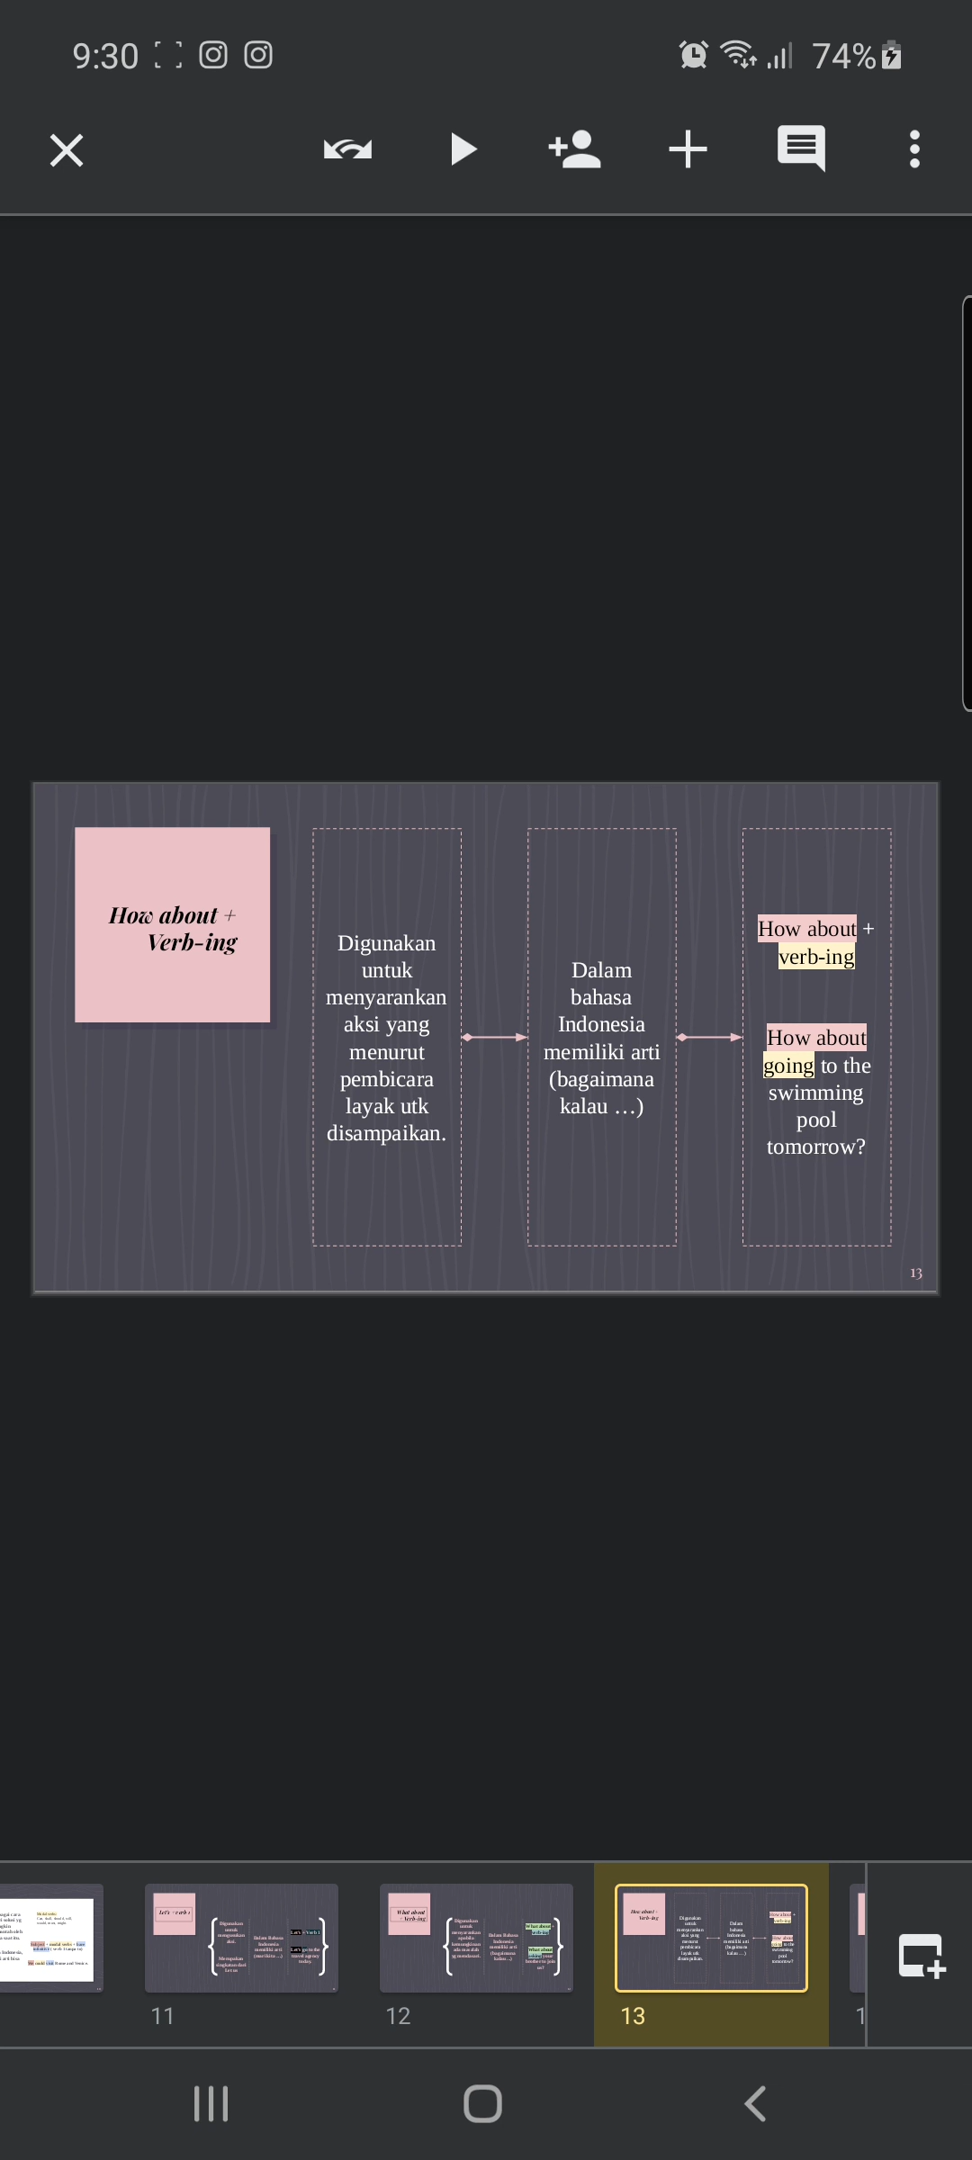 9:30
74%
How about +
Verb-ing
Digunakan
untuk
menyarankan
aksi yang
menurut
pembicara
layak utk
disampaikan.
Dalam
bahasa
Indonesia
memiliki arti
(bagaimana
kalau …)
How about +
verb-ing
How about
going to the
swimming
pool
tomorrow?
13
11
12
13
1